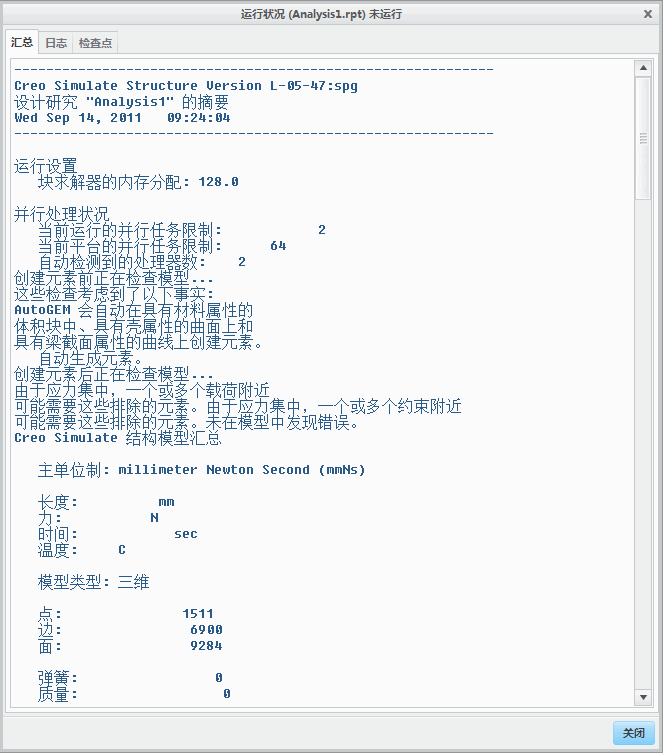 运行状况 (Analysis1.rpt) 未运行
汇总 日志 检查点
------------------------------------------------------------
Creo Simulate Structure Version L-05-47:spg
设计研究 "Analysis1" 的摘要
Wed Sep 14, 2011 09:24:04
------------------------------------------------------------
运行设置
块求解器的内存分配: 128.0
并行处理状况
当前运行的并行任务限制: 2
当前平台的并行任务限制: 64
自动检测到的处理器数: 2
创建元素前正在检查模型...
这些检查考虑到了以下事实:
AutoGEM 会自动在具有材料属性的
体积块中、具有壳属性的曲面上和
具有梁截面属性的曲线上创建元素。
自动生成元素。
创建元素后正在检查模型...
由于应力集中，一个或多个载荷附近
可能需要这些排除的元素。由于应力集中，一个或多个约束附近
可能需要这些排除的元素。未在模型中发现错误。
Creo Simulate 结构模型汇总
主单位制: millimeter Newton Second (mmNs)
长度: mm
力: N
时间: sec
温度: C
模型类型: 三维
点: 1511
边: 6900
面: 9284
弹簧: 0
质量: 0
关闭